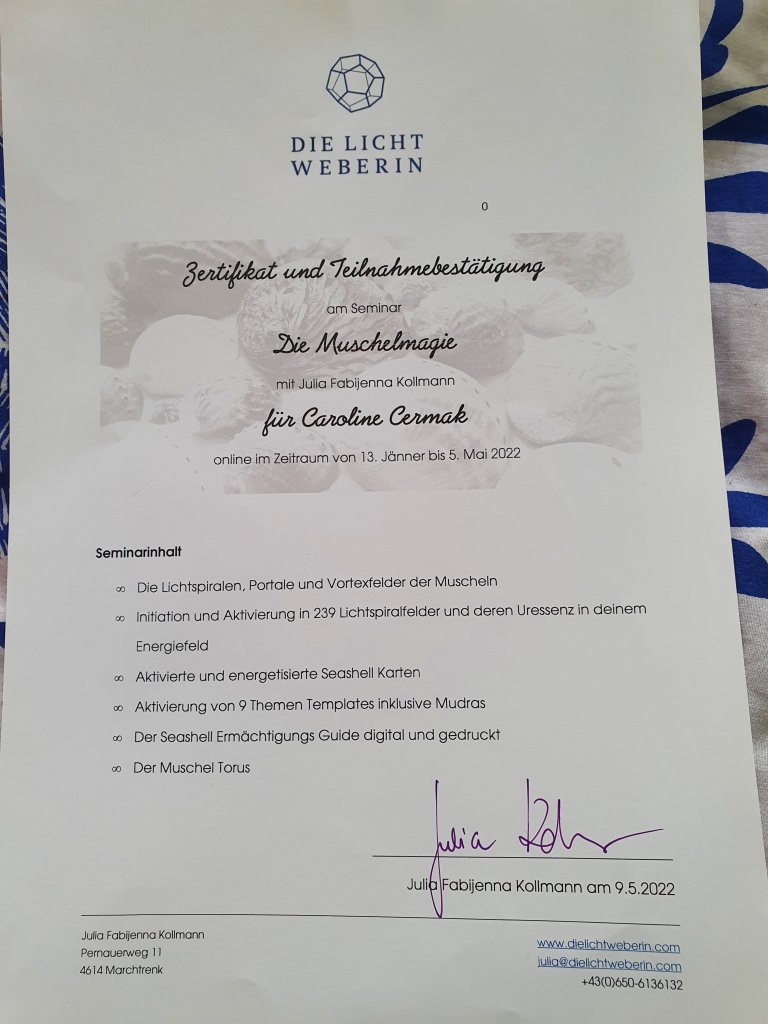 DIE LICHT
WEBERIN
0
Zertifikat und Teilnahmebestätigung
am Seminar
Die Muschelmagie
mit Julia Fabijenna Kollmann
für Caroline Cermak
online im Zeitraum von 13. Jänner bis 5. Mai 2022
Seminarinhalt
∞ Die Lichtspiralen, Portale und Vortexfelder der Muscheln
∞ Initiation und Aktivierung in 239 Lichtspiralfelder und deren Uressenz in deinem
Energiefeld
∞ Aktivierte und energetisierte Seashell Karten
∞ Aktivierung von 9 Themen Templates inklusive Mudras
∞ Der Seashell Ermächtigungs Guide digital und gedruckt
∞ Der Muschel Torus
Julia
Julia Fabijenna Kollmann am 9.5.2022
Julia Fabijenna Kollmann
Pernauerweg 11
4614 Marchtrenk
www.dielichtweberin.com
julia@dielichtweberin.com
+43(0)650-6136132